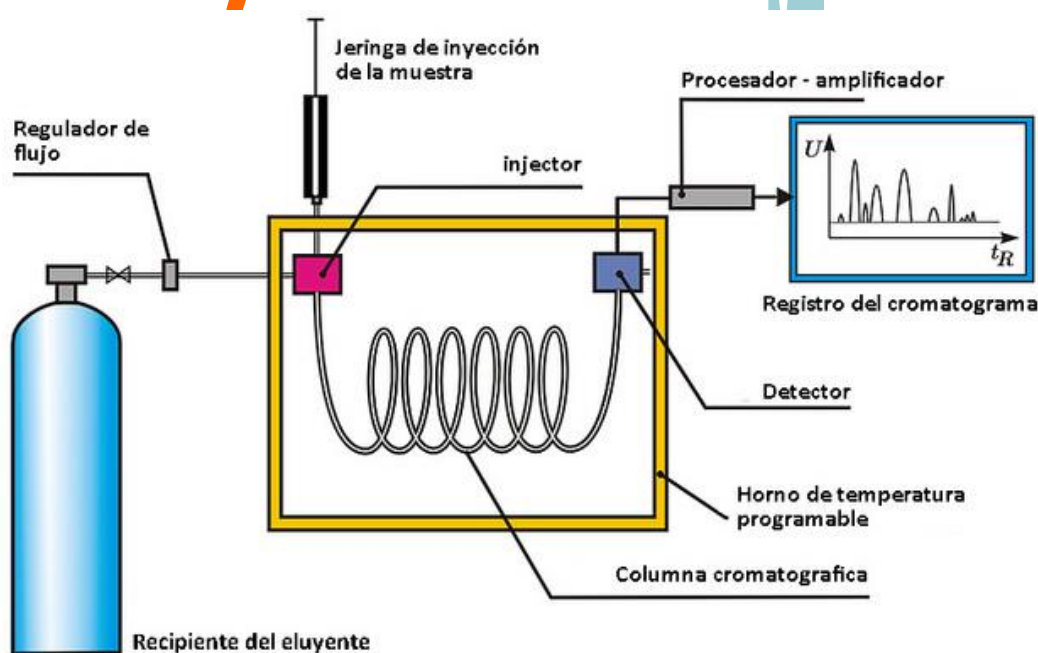 Jeringa de inyección
de la muestra
Procesador - amplificador
Regulador de
flujo
injector
U
t_R
Registro del cromatograma
Detector
Horno de temperatura
programable
Columna cromatografica
Recipiente del eluyente